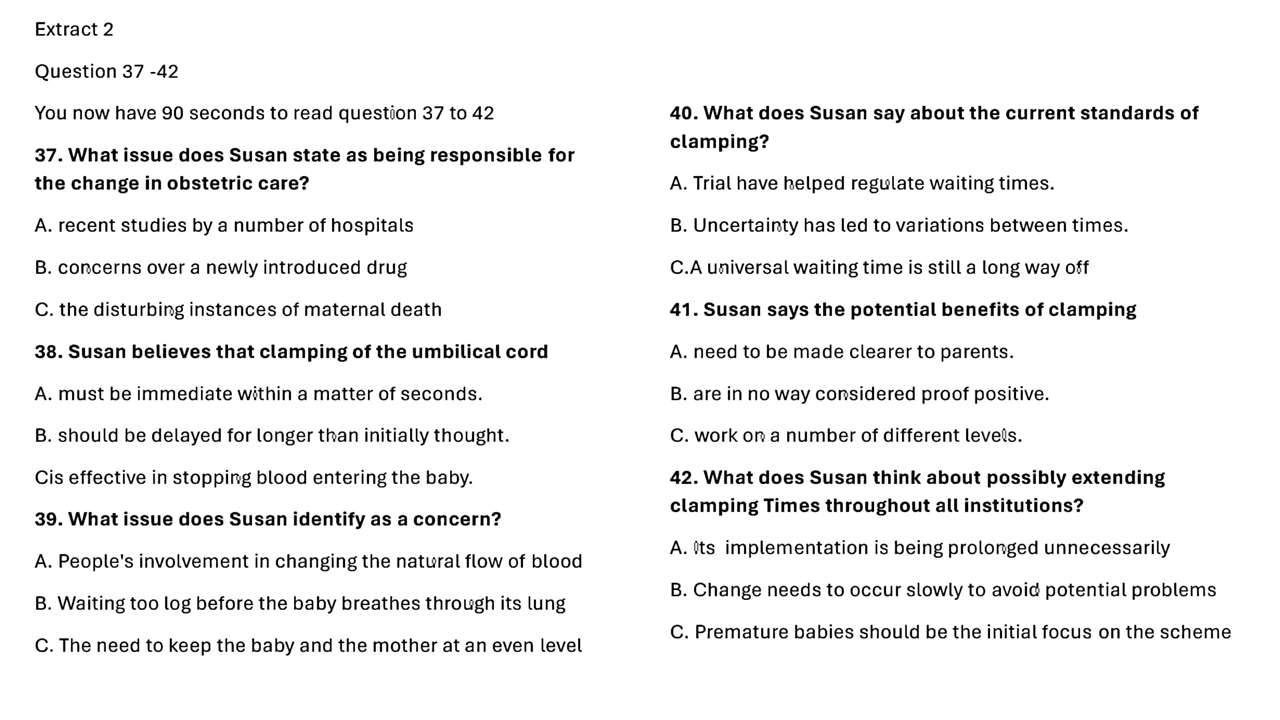 Extract 2
Question 37 -42
You now have 90 seconds to read question 37 to 42
37. What issue does Susan state as being responsible for
the change in obstetric care?
A. recent studies by a number of hospitals
B. concerns over a newly introduced drug
C. the disturbing instances of maternal death
38. Susan believes that clamping of the umbilical cord
A. must be immediate within a matter of seconds.
B. should be delayed for longer than initially thought.
Cis effective in stopping blood entering the baby.
39. What issue does Susan identify as a concern?
A. People's involvement in changing the natural flow of blood
B. Waiting too log before the baby breathes through its lung
C. The need to keep the baby and the mother at an even level
40. What does Susan say about the current standards of
clamping?
A. Trial have helped regulate waiting times.
B. Uncertainty has led to variations between times.
C.A universal waiting time is still a long way off
41. Susan says the potential benefits of clamping
A. need to be made clearer to parents.
B. are in no way considered proof positive.
C. work on a number of different levels.
42. What does Susan think about possibly extending
clamping Times throughout all institutions?
A. Its implementation is being prolonged unnecessarily
B. Change needs to occur slowly to avoid potential problems
C. Premature babies should be the initial focus on the scheme